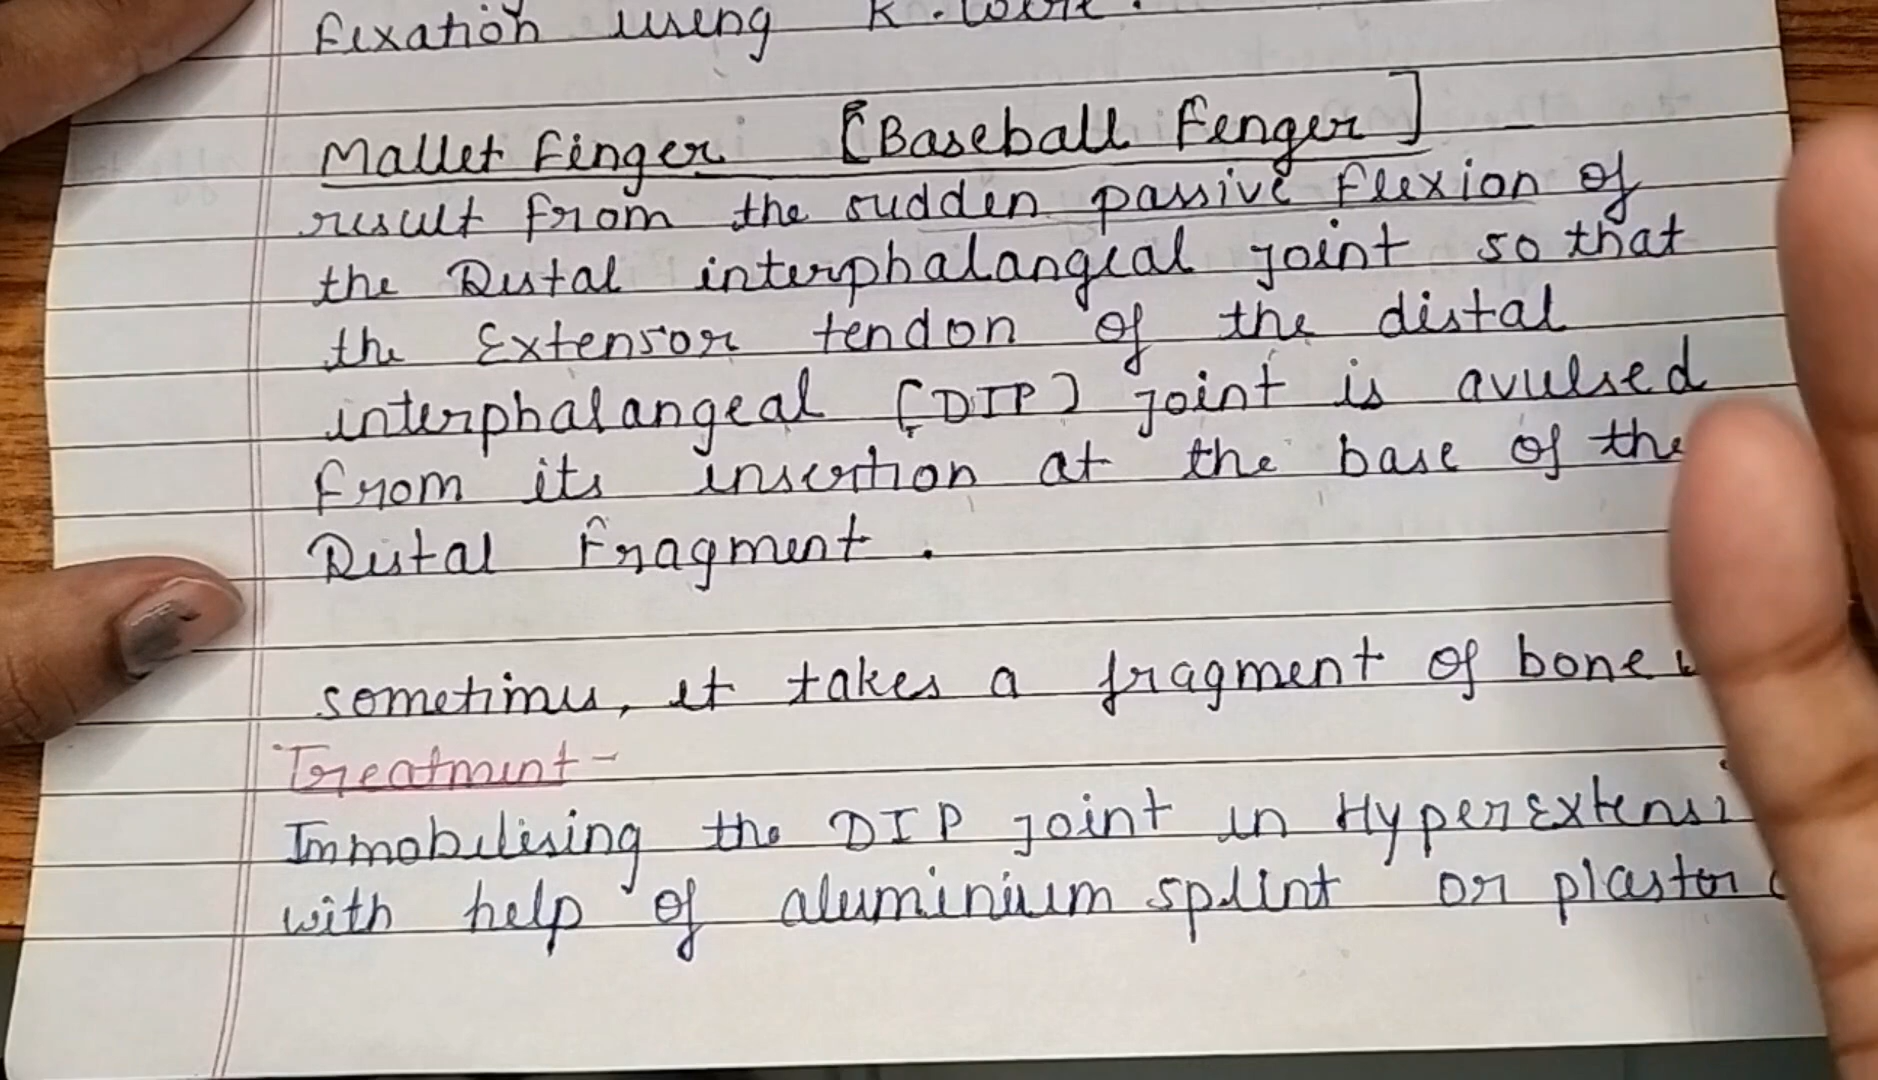 fixation using K.wire.
Mallet Finger [Baseball Finger]
result from the sudden passive Flexion of
the Distal interphalangeal joint so that
the Extensor tendon of the distal
interphalangeal (DIP) joint is avulsed
from its insertion at the base of the
Distal Fragment.
sometimes, it takes a fragment of bone
Treatment-
Immobilising the DIP joint in Hyperextensi
with help of aluminium splint or plaster